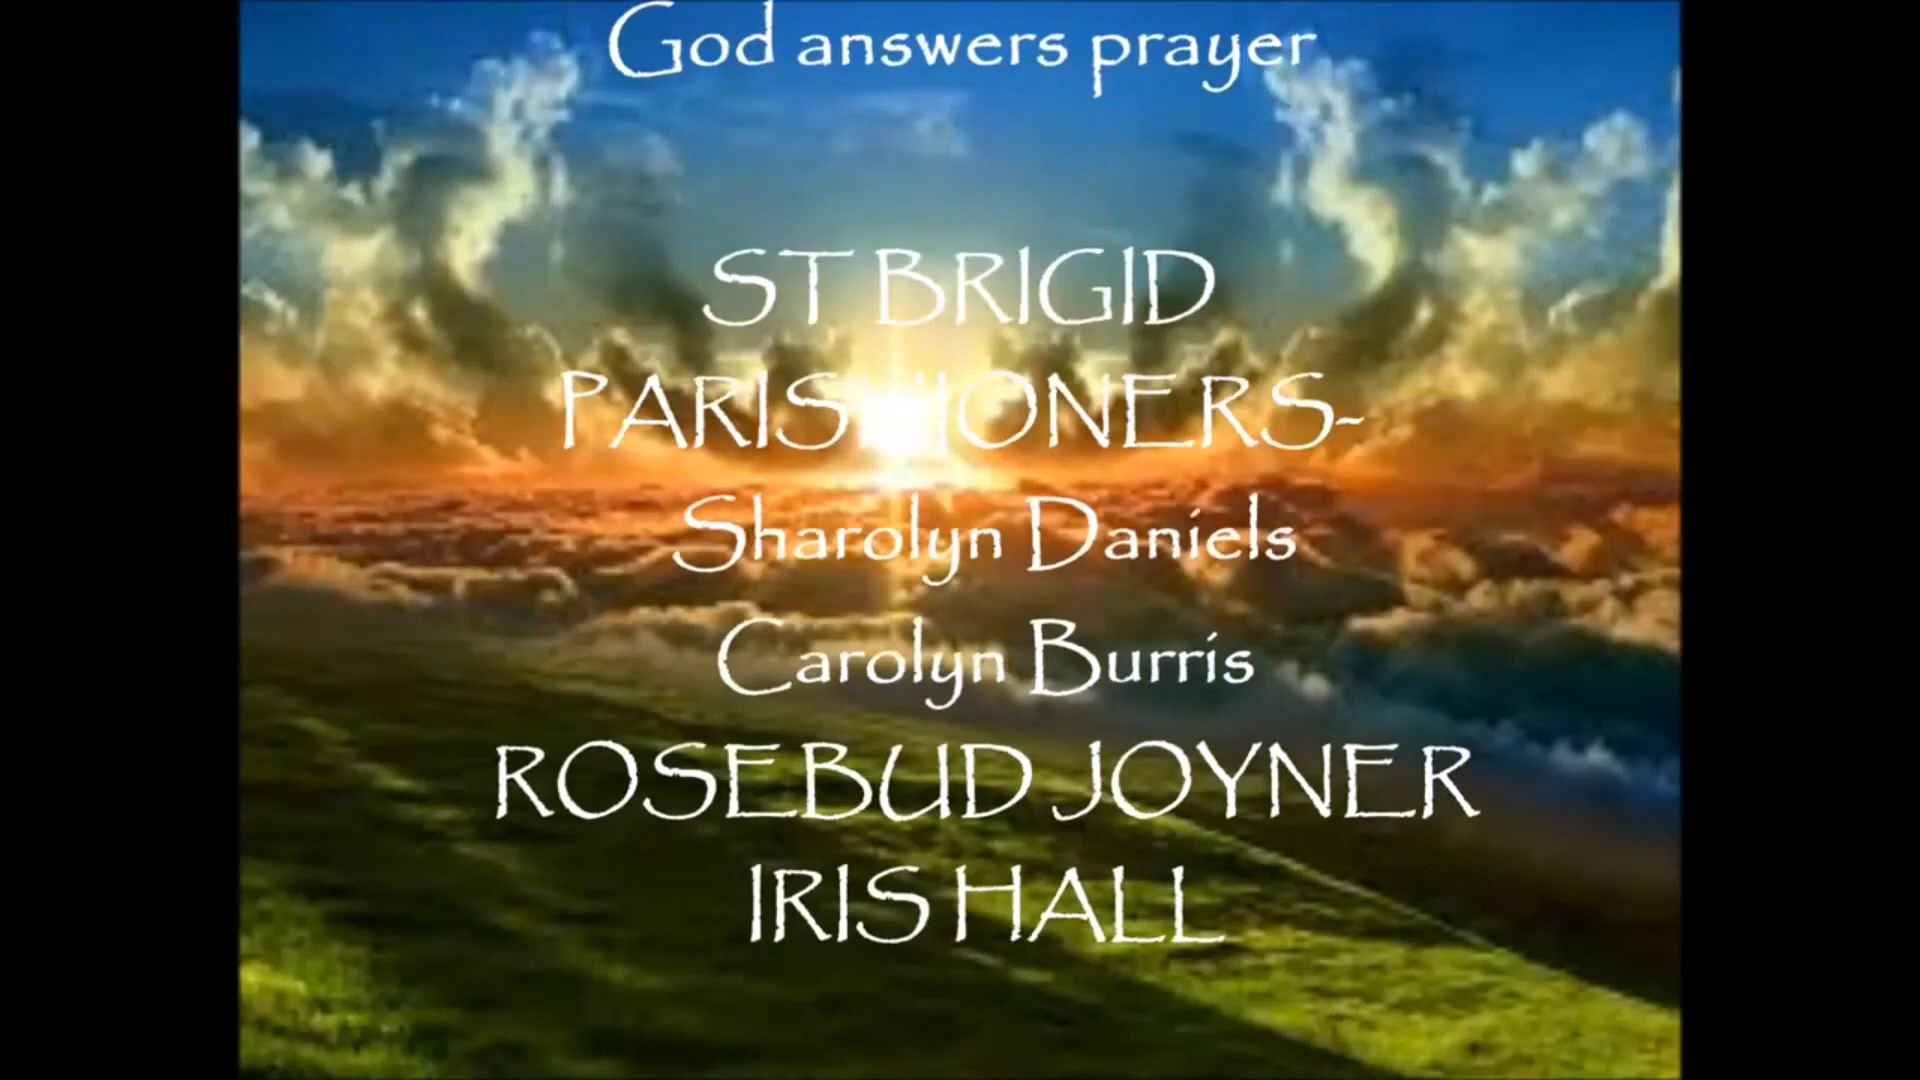 God answers prayer
ST BRIGID
PARISHIONERS-
Sharolyn Daniels
Carolyn Burris
ROSEBUD JOYNER
IRIS HALL